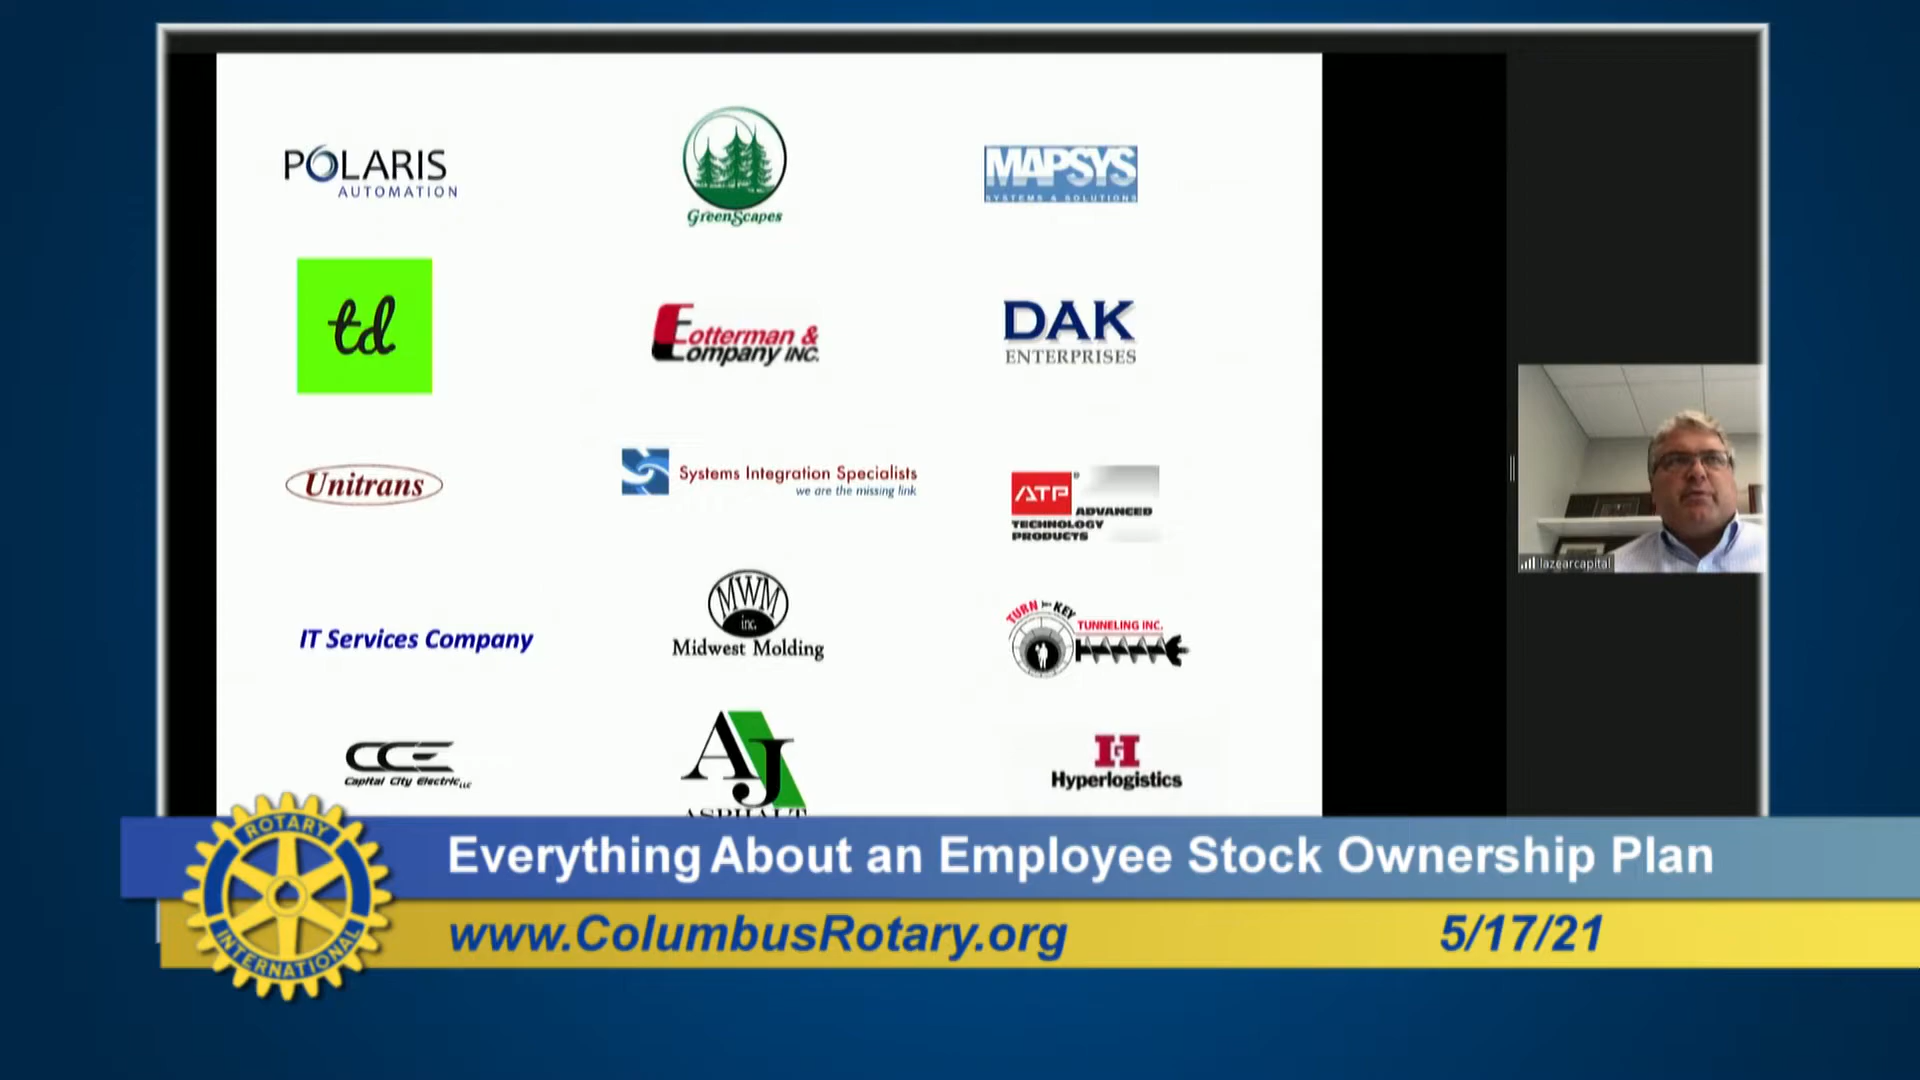 POLARIS
AUTOMATION
GreenScapes
MAPSYS
SYSTEMS & SOLUTIONS
td
Cotterman &
Company INC.
DAK
ENTERPRISES
Unitrans
Systems Integration Specialists
we are the missing link
ATP®
ADVANCED
TECHNOLOGY
PRODUCTS
IT Services Company
MWM
inc.
Midwest Molding
TURN KEY
TUNNELING INC.
CCE
Capital City Electric, LLC
AJ
ASPHALT
H
Hyperlogistics
lazearcapital
Everything About an Employee Stock Ownership Plan
ROTARY
INTERNATIONAL
www.ColumbusRotary.org
5/17/21